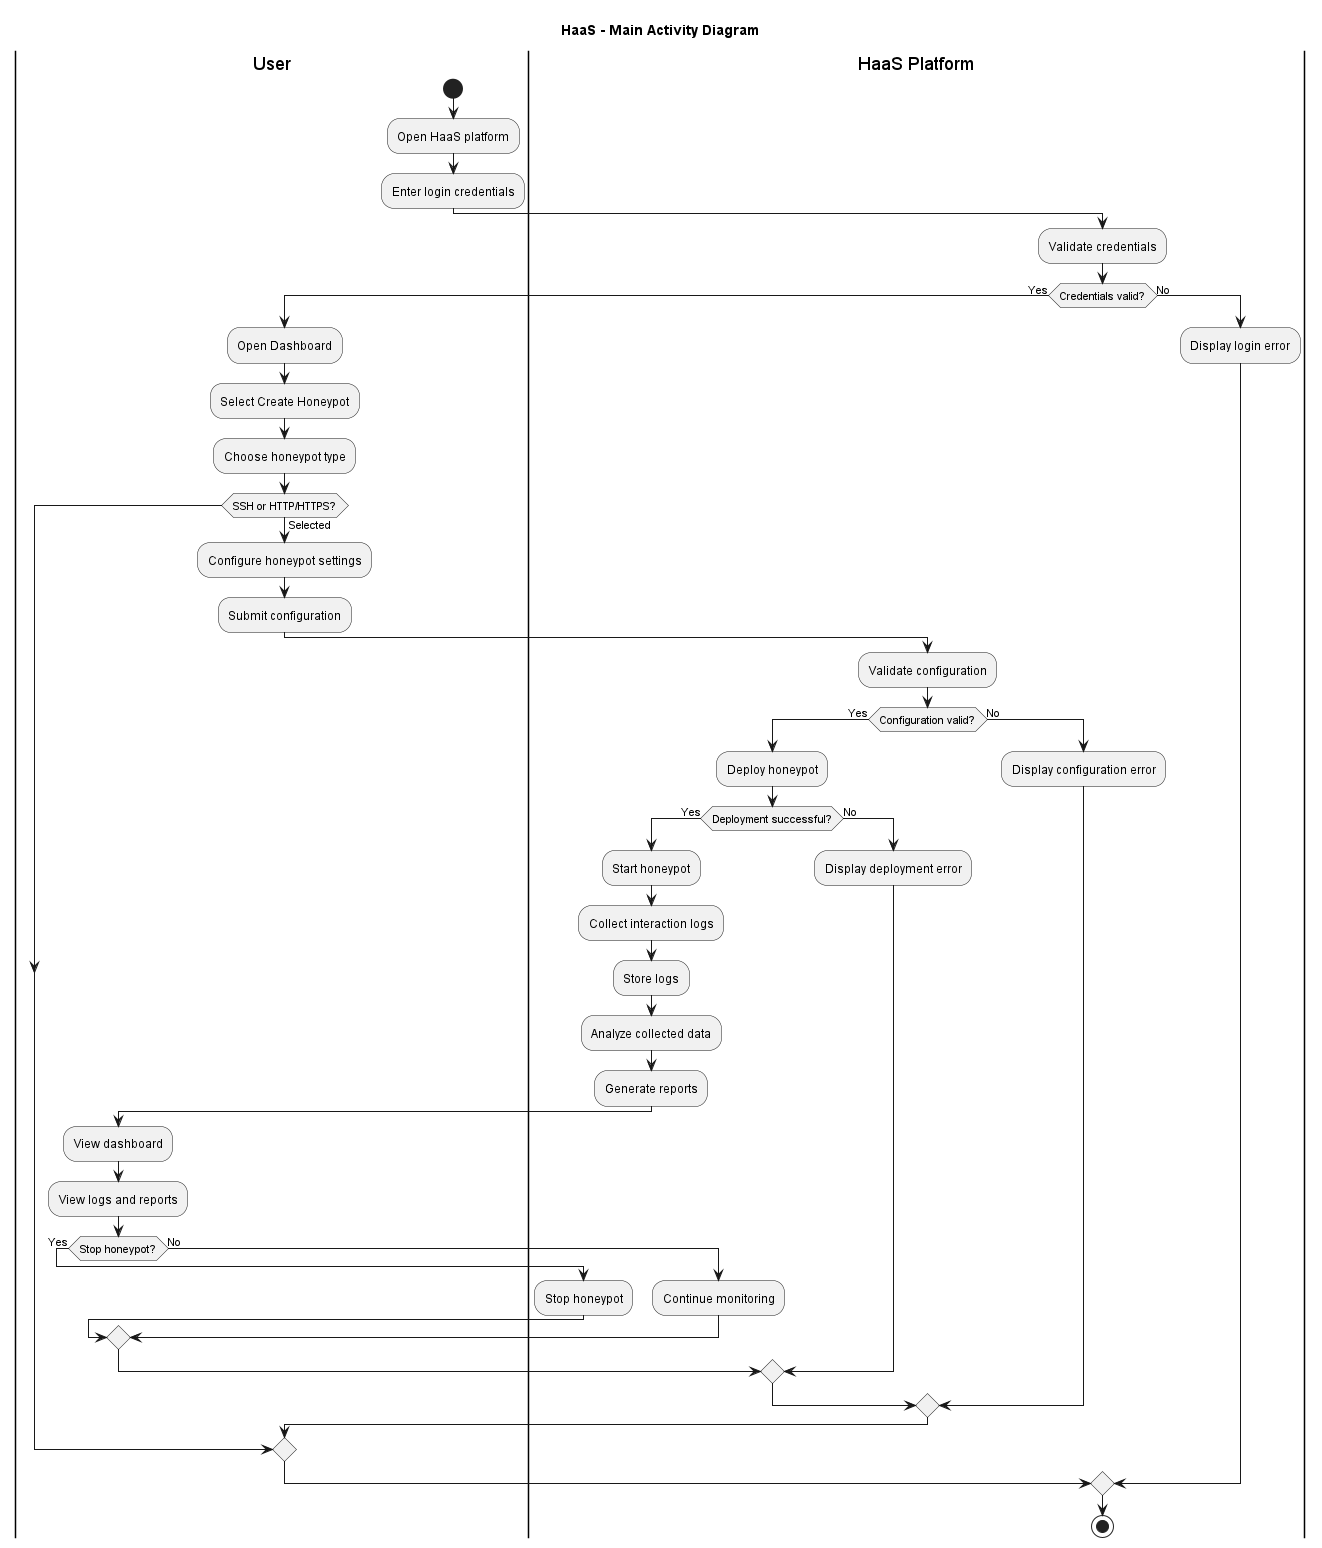 HaaS - Main Activity Diagram
User
HaaS Platform
Open HaaS platform
Enter login credentials
Validate credentials
Yes
Credentials valid?
No
Open Dashboard
Display login error
Select Create Honeypot
Choose honeypot type
SSH or HTTP/HTTPS?
Selected
Configure honeypot settings
Submit configuration
Validate configuration
Yes
Configuration valid?
No
Deploy honeypot
Display configuration error
Yes
Deployment successful?
No
Start honeypot
Display deployment error
Collect interaction logs
Store logs
Analyze collected data
Generate reports
View dashboard
View logs and reports
Yes
Stop honeypot?
No
Stop honeypot
Continue monitoring